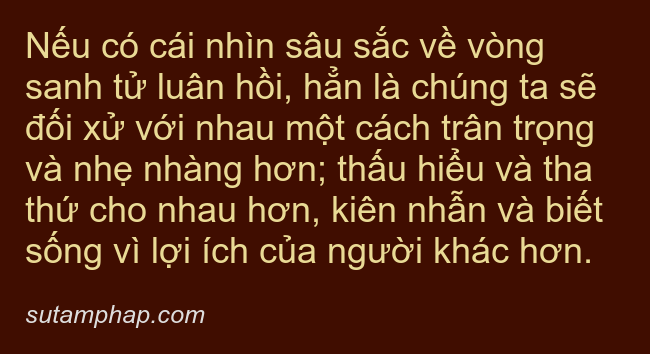 Nếu có cái nhìn sâu sắc về vòng
sanh tử luân hồi, hẳn là chúng ta sẽ
đối xử với nhau một cách trân trọng
và nhẹ nhàng hơn; thấu hiểu và tha
thứ cho nhau hơn, kiên nhẫn và biết
sống vì lợi ích của người khác hơn.
sutamphap.com